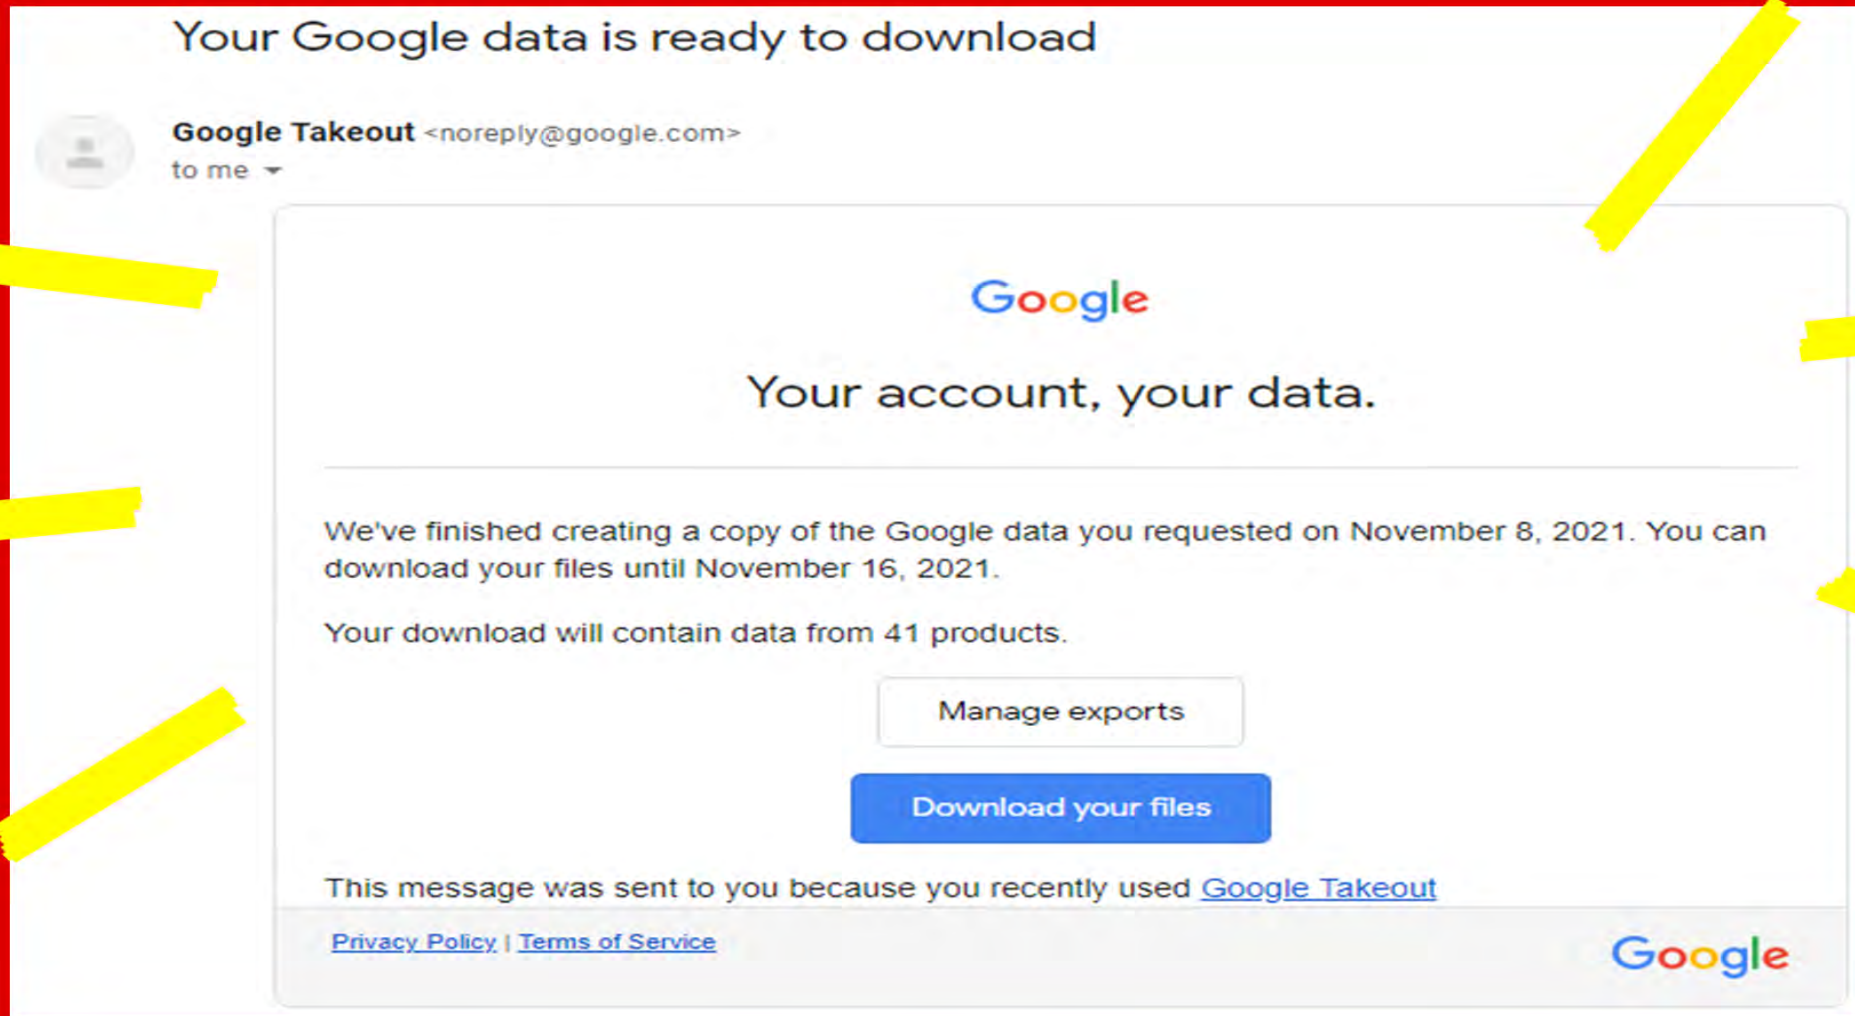 Your Google data is ready to download
Google Takeout <noreply@google.com>
to me
Google
Your account, your data.
We've finished creating a copy of the Google data you requested on November 8, 2021. You can
download your files until November 16, 2021.
Your download will contain data from 41 products.
Manage exports
Download your files
This message was sent to you because you recently used Google Takeout
Privacy Policy | Terms of Service
Google